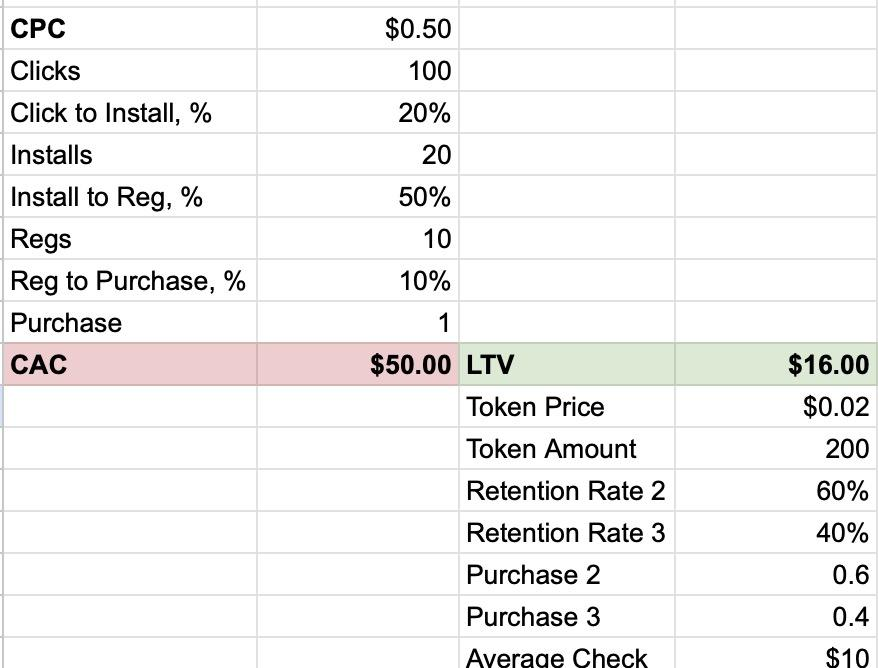 CPC $0.50
Clicks 100
Click to Install, % 20%
Installs 20
Install to Reg, % 50%
Regs 10
Reg to Purchase, % 10%
Purchase 1
CAC $50.00 LTV $16.00
Token Price $0.02
Token Amount 200
Retention Rate 2 60%
Retention Rate 3 40%
Purchase 2 0.6
Purchase 3 0.4
Average Check $10